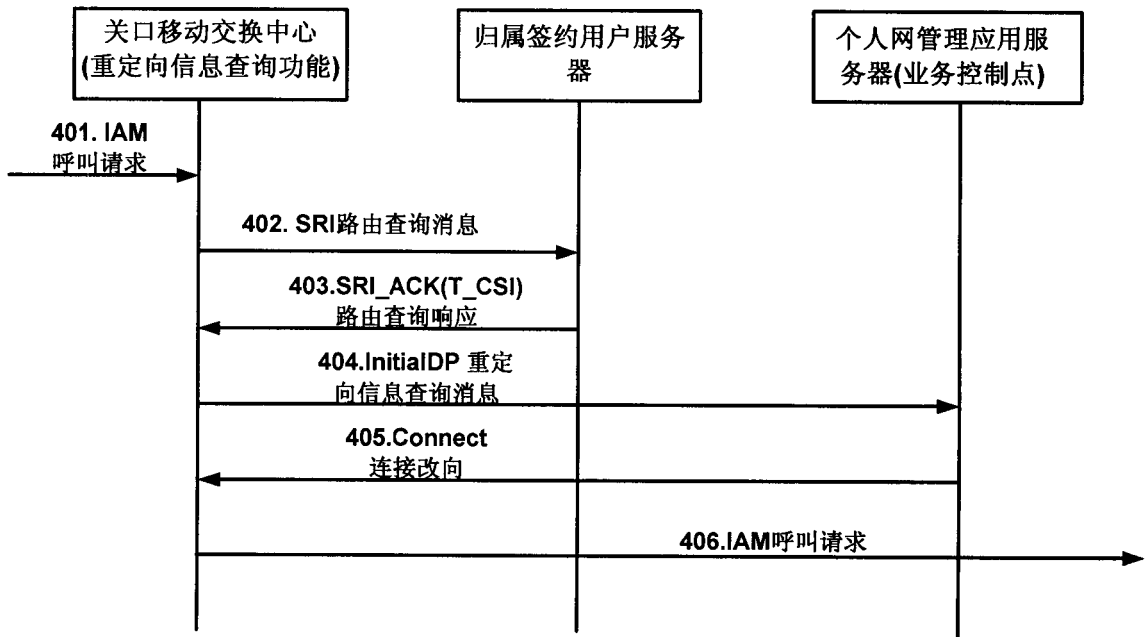 关口移动交换中心
(重定向信息查询功能)
归属签约用户服务
器
个人网管理应用服
务器(业务控制点)
401. IAM
呼叫请求
402. SRI路由查询消息
403.SRI_ACK(T_CSI)
路由查询响应
404.InitialDP 重定
向信息查询消息
405.Connect
连接改向
406.IAM呼叫请求